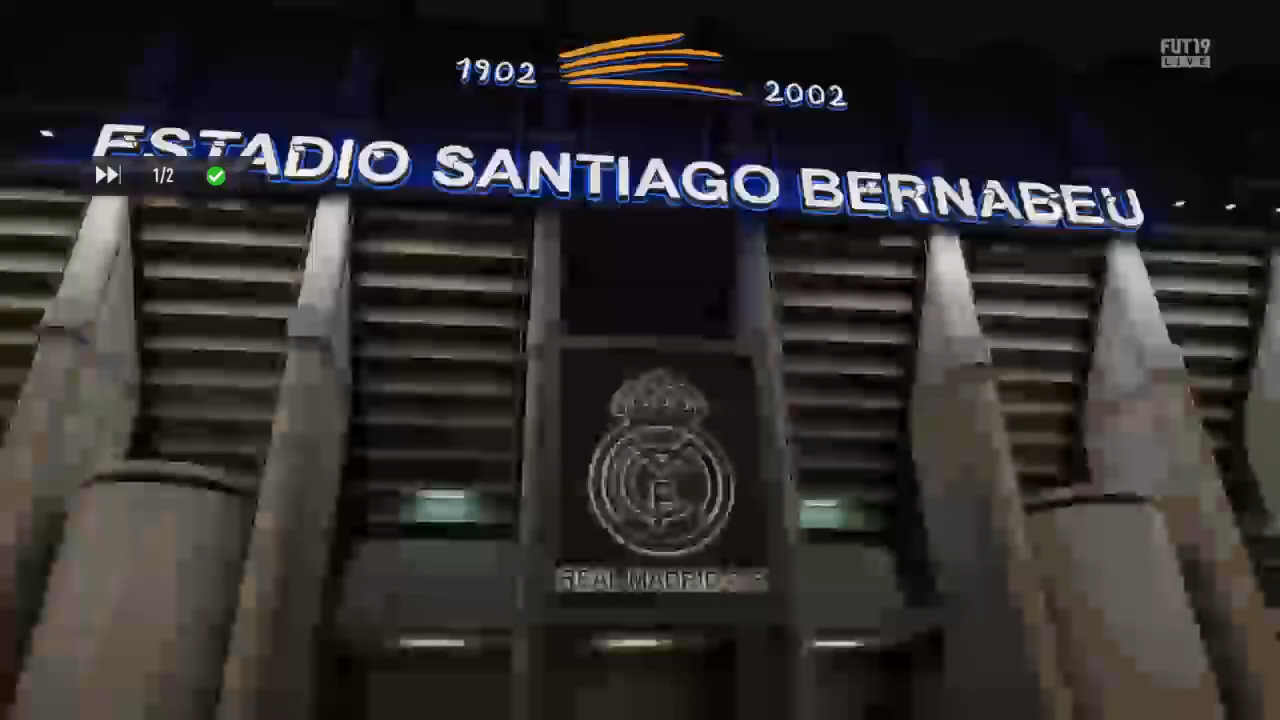 1902
2002
FUT19
LIVE
ESTADIO SANTIAGO BERNABEU
1/2
REAL MADRID